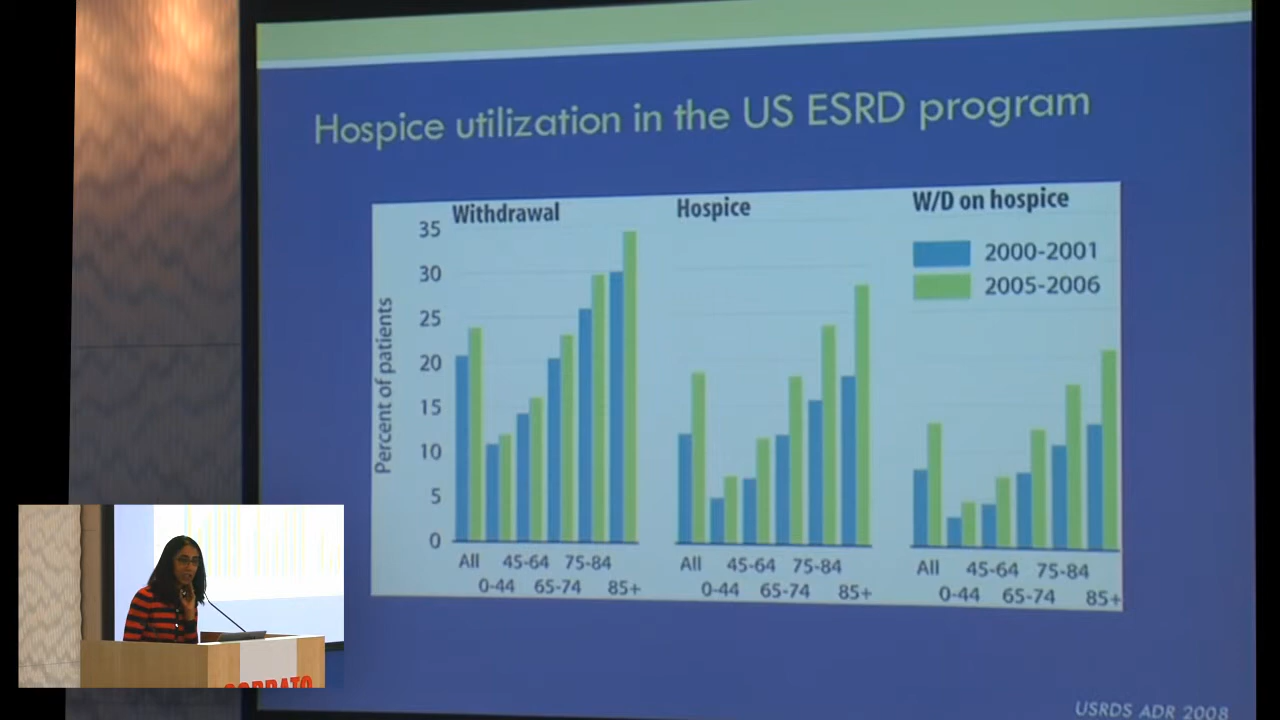 Hospice utilization in the US ESRD program
Withdrawal
Hospice
W/D on hospice
2000-2001
2005-2006
Percent of patients
35
30
25
20
15
10
5
0
All 45-64 75-84
0-44 65-74 85+
All 45-64 75-84
0-44 65-74 85+
All 45-64 75-84
0-44 65-74 85+
USRDS ADR 2008